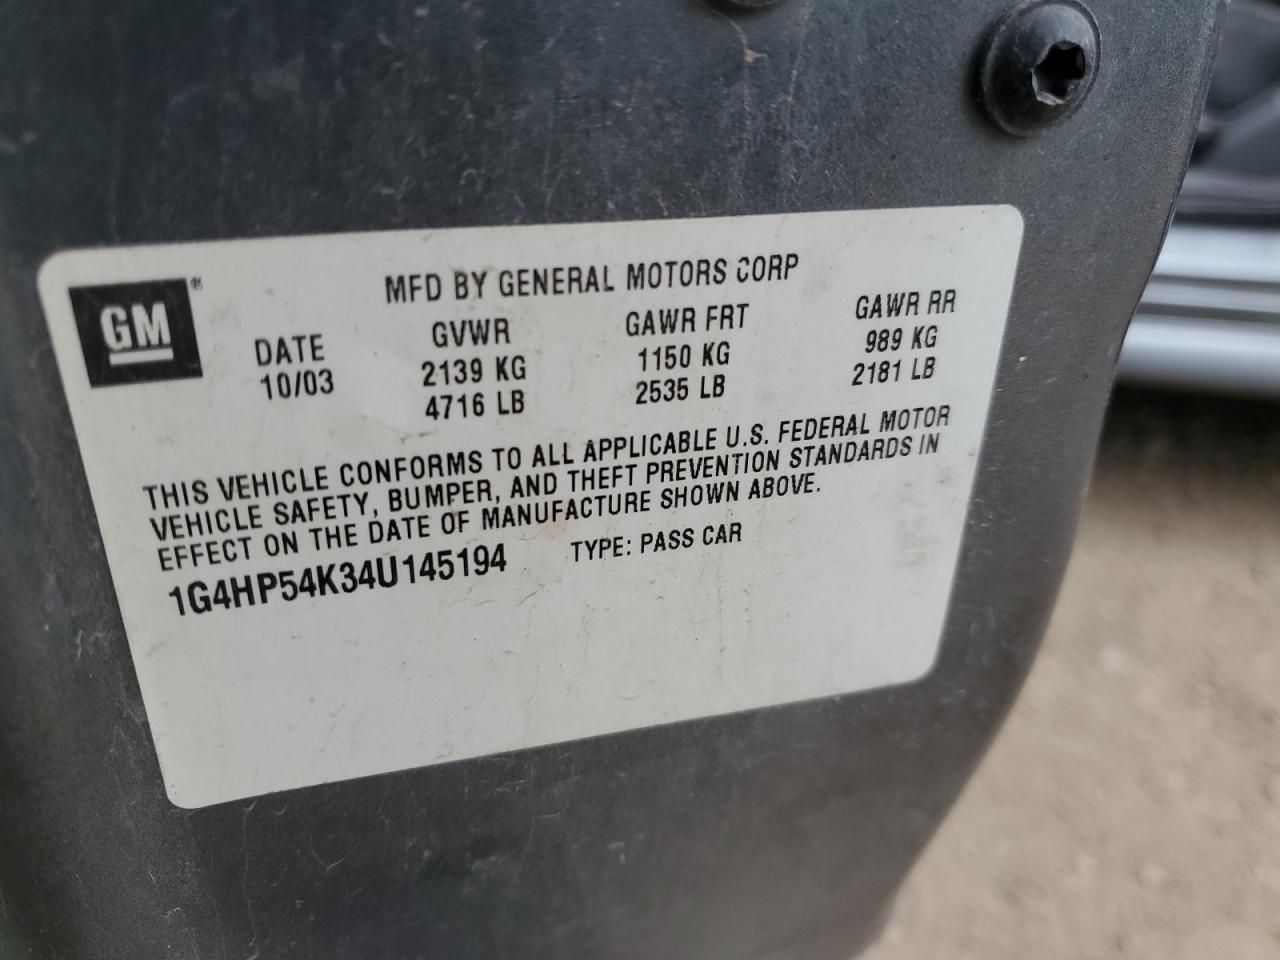 GM®
MFD BY GENERAL MOTORS CORP
DATE GVWR GAWR FRT GAWR RR
10/03 2139 KG 1150 KG 989 KG
4716 LB 2535 LB 2181 LB
THIS VEHICLE CONFORMS TO ALL APPLICABLE U.S. FEDERAL MOTOR
VEHICLE SAFETY, BUMPER, AND THEFT PREVENTION STANDARDS IN
EFFECT ON THE DATE OF MANUFACTURE SHOWN ABOVE.
1G4HP54K34U145194 TYPE: PASS CAR